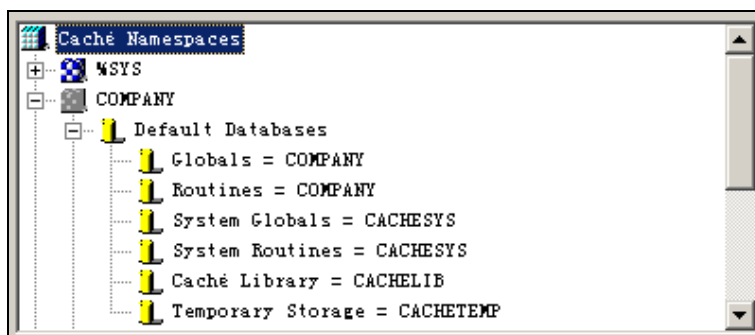 Caché Namespaces
%SYS
COMPANY
Default Databases
Globals = COMPANY
Routines = COMPANY
System Globals = CACHESYS
System Routines = CACHESYS
Caché Library = CACHELIB
Temporary Storage = CACHETEMP